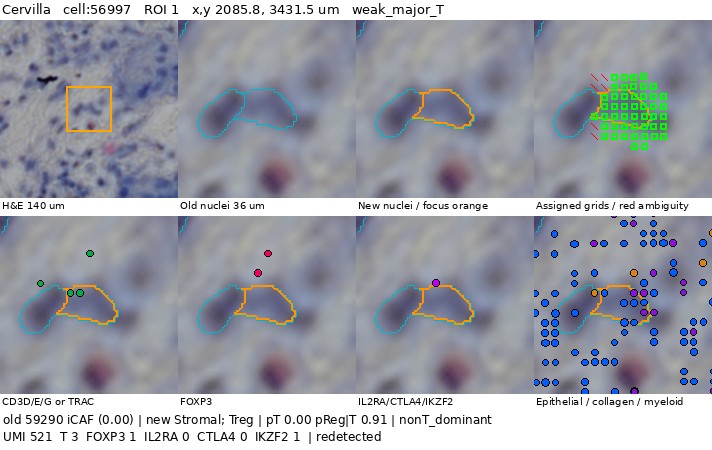 Cervilla   cell:56997   ROI 1   x,y 2085.8, 3431.5 um   weak_major_T
H&E 140 um
Old nuclei 36 um
New nuclei / focus orange
Assigned grids / red ambiguity
CD3D/E/G or TRAC
FOXP3
IL2RA/CTLA4/IKZF2
Epithelial / collagen / myeloid
old 59290 iCAF (0.00) | new Stromal; Treg | pT 0.00 pReg|T 0.91 | nonT_dominant
UMI 521  T 3  FOXP3 1  IL2RA 0  CTLA4 0  IKZF2 1  | redetected